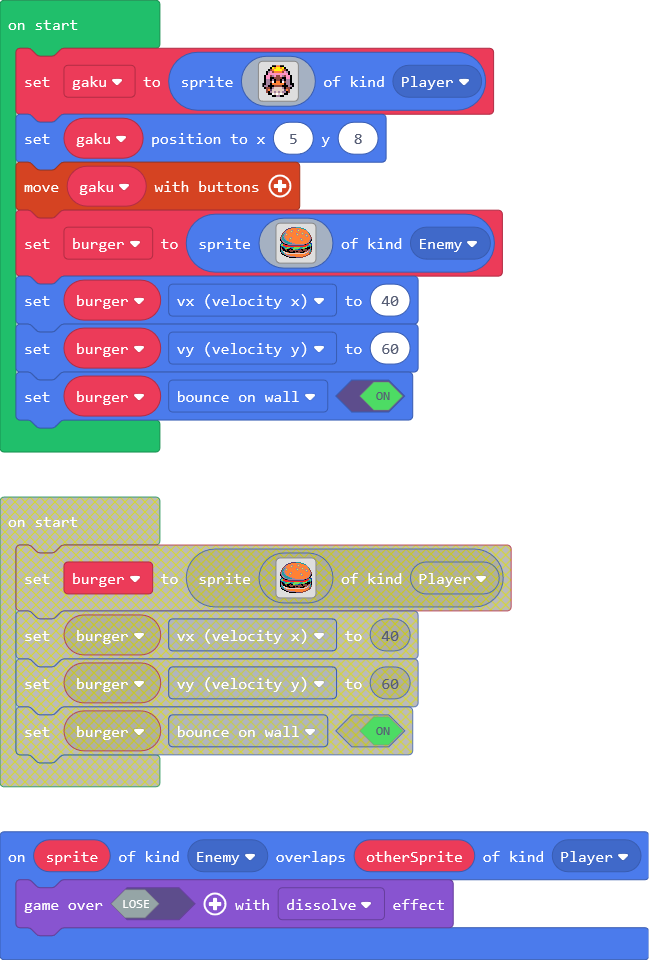 on start
set gaku to sprite of kind Player
set gaku position to x 5 y 8
move gaku with buttons
set burger to sprite of kind Enemy
set burger vx (velocity x) to 40
set burger vy (velocity y) to 60
set burger bounce on wall ON
on start
set burger to sprite of kind Player
set burger vx (velocity x) to 40
set burger vy (velocity y) to 60
set burger bounce on wall ON
on sprite of kind Enemy overlaps otherSprite of kind Player
game over LOSE with dissolve effect